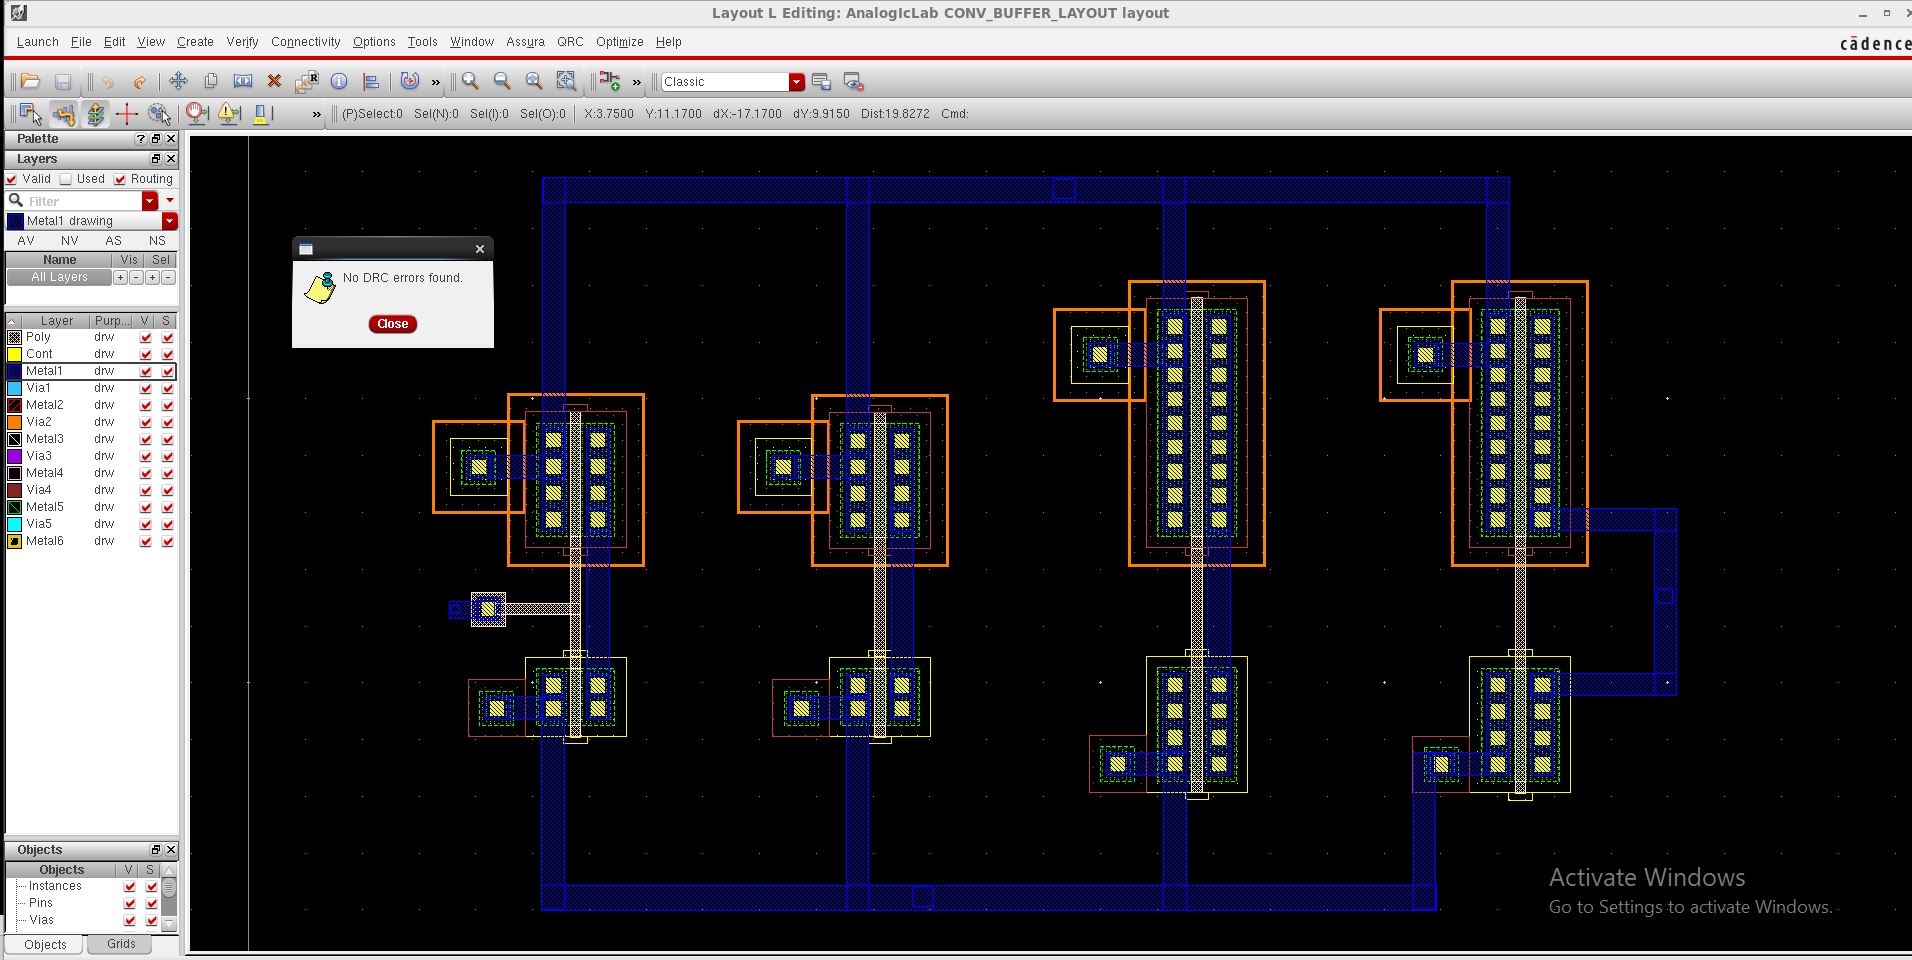 Layout L Editing: AnalogIcLab CONV_BUFFER_LAYOUT layout
Launch File Edit View Create Verify Connectivity Options Tools Window Assura QRC Optimize Help
cādence
R
» » Classic
» (P)Select:0 Sel(N):0 Sel(I):0 Sel(O):0 X:3.7500 Y:11.1700 dX:-17.1700 dY:9.9150 Dist:19.8272 Cmd:
Palette
Layers
Valid Used Routing
Filter
Metal1 drawing
AV NV AS NS
Name Vis Sel
All Layers + - + -
Layer Purp... V S
Poly drw
Cont drw
Metal1 drw
Via1 drw
Metal2 drw
Via2 drw
Metal3 drw
Via3 drw
Metal4 drw
Via4 drw
Metal5 drw
Via5 drw
Metal6 drw
Objects
Objects V S
Instances
Pins
Vias
Objects Grids
No DRC errors found.
Close
Activate Windows
Go to Settings to activate Windows.